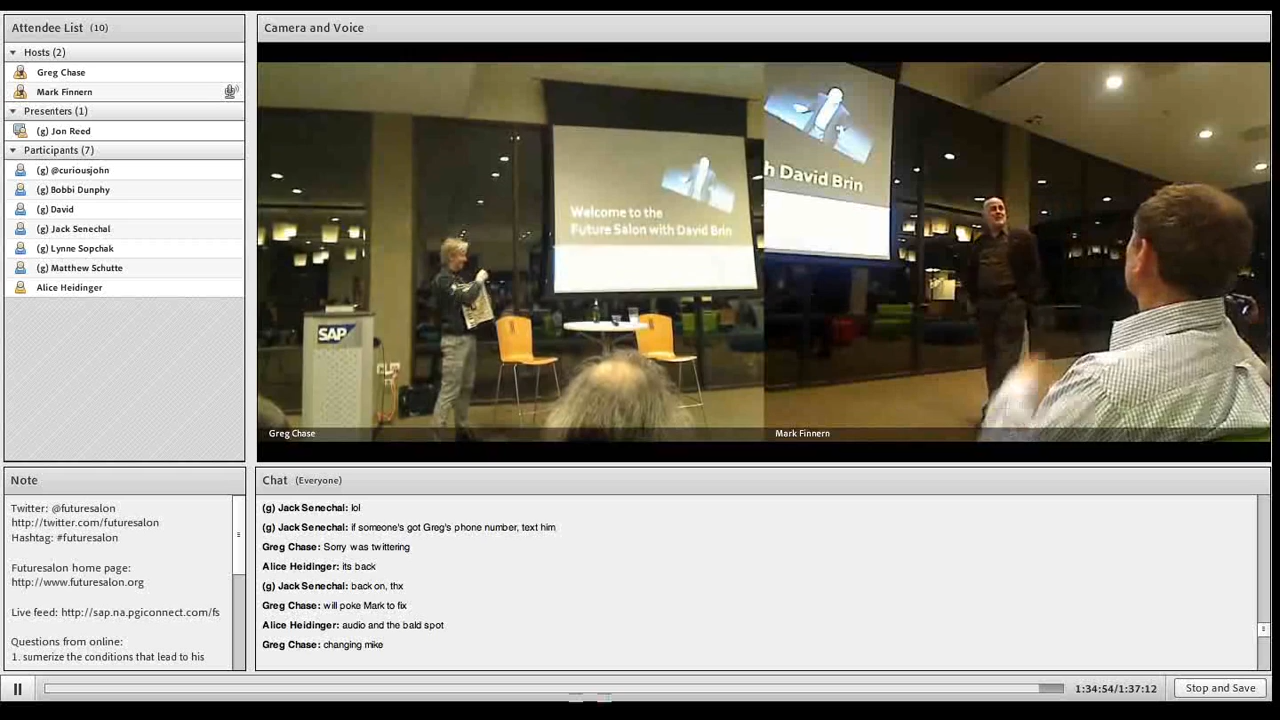 Attendee List (10)
Hosts (2)
Greg Chase
Mark Finnern
Presenters (1)
(g) Jon Reed
Participants (7)
(g) @curiousjohn
(g) Bobbi Dunphy
(g) David
(g) Jack Senechal
(g) Lynne Sopchak
(g) Matthew Schutte
Alice Heidinger
Camera and Voice
Welcome to the
Future Salon with David Brin
SAP
Greg Chase
h David Brin
Mark Finnern
Note
Twitter: @futuresalon
http://twitter.com/futuresalon
Hashtag: #futuresalon
Futuresalon home page:
http://www.futuresalon.org
Live feed: http://sap.na.pgiconnect.com/fs
Questions from online:
1. sumerize the conditions that lead to his
Chat (Everyone)
(g) Jack Senechal: lol
(g) Jack Senechal: if someone's got Greg's phone number, text him
Greg Chase: Sorry was twittering
Alice Heidinger: its back
(g) Jack Senechal: back on, thx
Greg Chase: will poke Mark to fix
Alice Heidinger: audio and the bald spot
Greg Chase: changing mike
1:34:54/1:37:12
Stop and Save